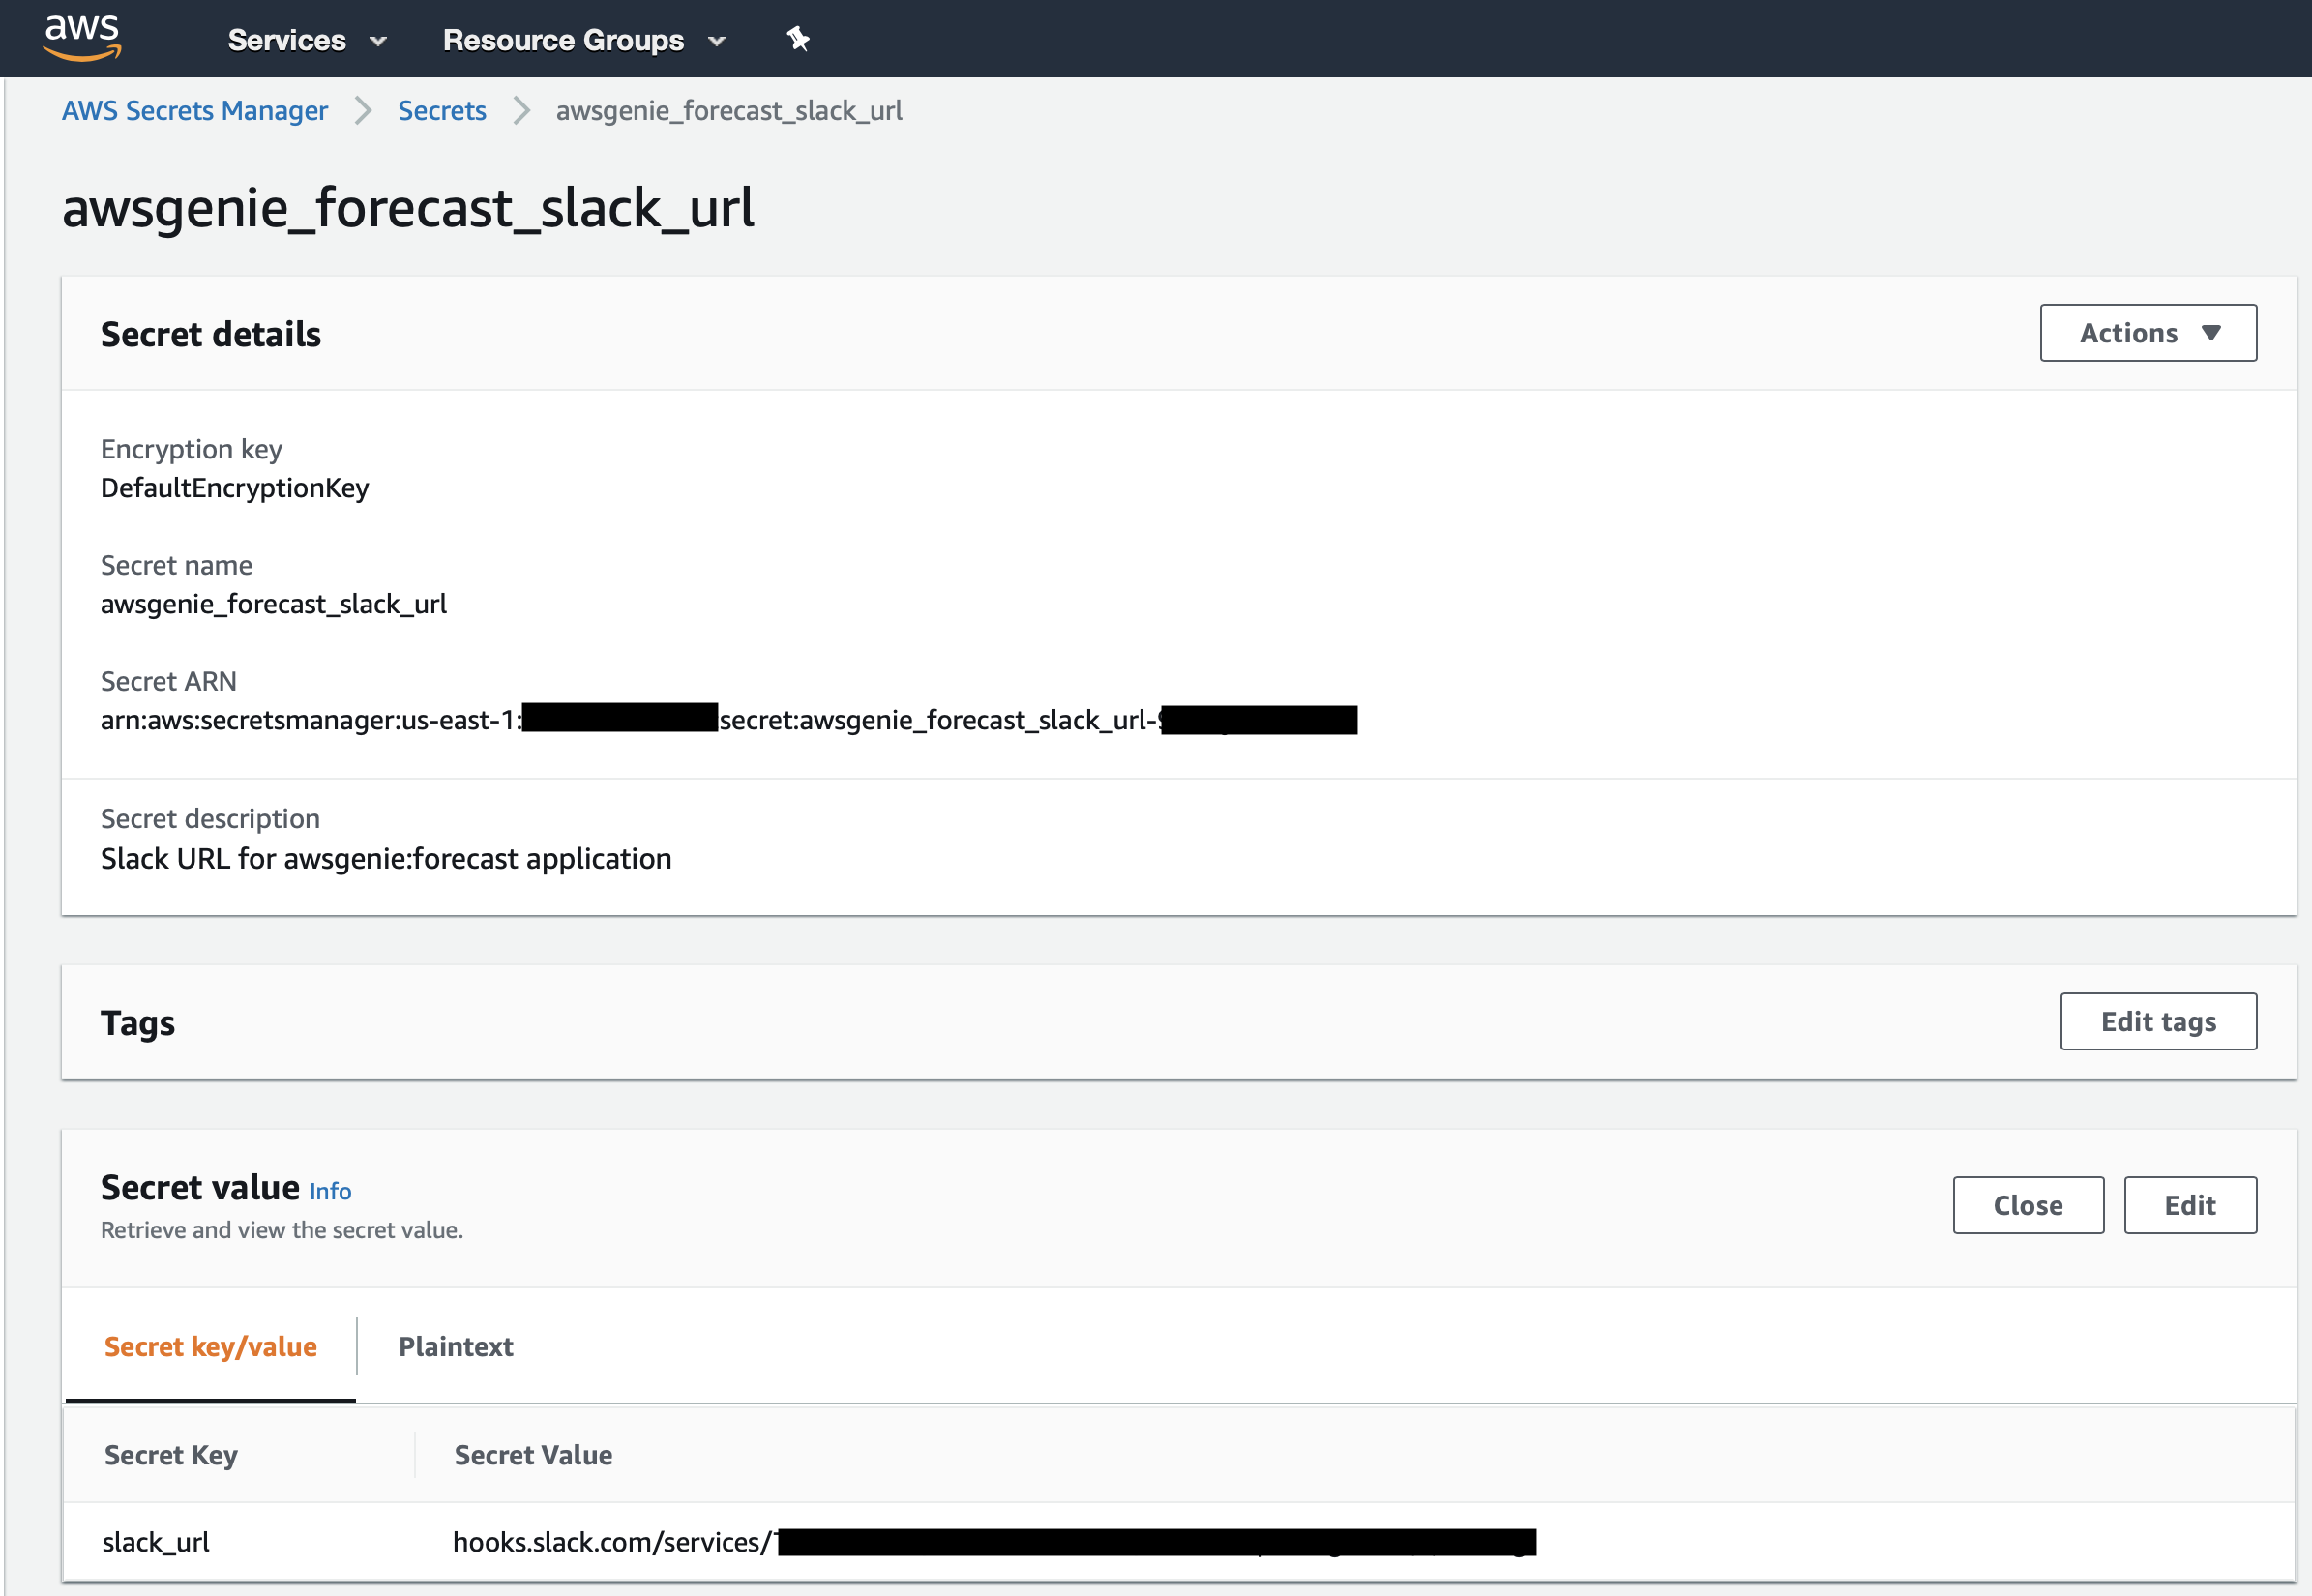 aws Services Resource Groups
AWS Secrets Manager Secrets awsgenie_forecast_slack_url
awsgenie_forecast_slack_url
Secret details
Actions
Encryption key
DefaultEncryptionKey
Secret name
awsgenie_forecast_slack_url
Secret ARN
arn:aws:secretsmanager:us-east-1: secret:awsgenie_forecast_slack_url-
Secret description
Slack URL for awsgenie:forecast application
Tags
Edit tags
Secret value Info
Retrieve and view the secret value.
Close Edit
Secret key/value Plaintext
Secret Key Secret Value
slack_url hooks.slack.com/services/